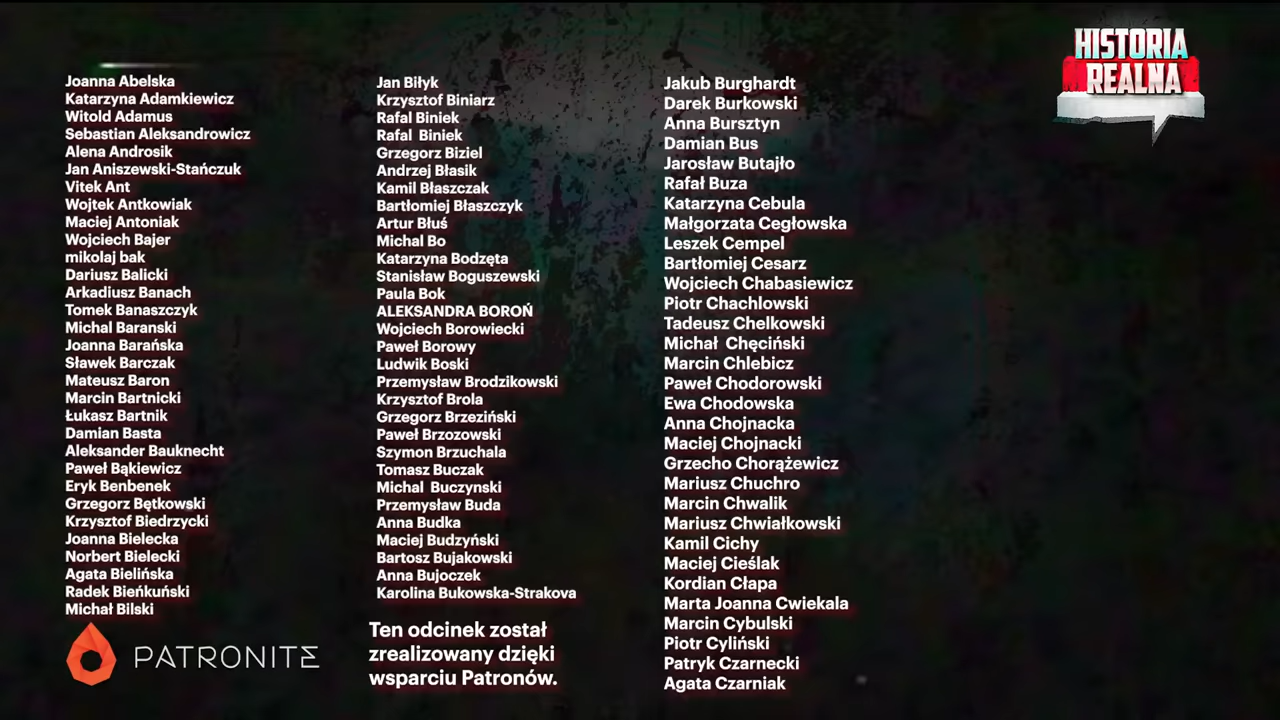 Joanna Abelska
Katarzyna Adamkiewicz
Witold Adamus
Sebastian Aleksandrowicz
Alena Androsik
Jan Aniszewski-Stańczuk
Vitek Ant
Wojtek Antkowiak
Maciej Antoniak
Wojciech Bajer
mikolaj bak
Dariusz Balicki
Arkadiusz Banach
Tomek Banaszczyk
Michal Baranski
Joanna Barańska
Sławek Barczak
Mateusz Baron
Marcin Bartnicki
Łukasz Bartnik
Damian Basta
Aleksander Bauknecht
Paweł Bąkiewicz
Eryk Benbenek
Grzegorz Bętkowski
Krzysztof Biedrzycki
Joanna Bielecka
Norbert Bielecki
Agata Bielińska
Radek Bieńkuński
Michał Bilski
PATRONITE
Jan Biłyk
Krzysztof Biniarz
Rafal Biniek
Rafal Biniek
Grzegorz Biziel
Andrzej Błasik
Kamil Błaszczak
Bartłomiej Błaszczyk
Artur Błuś
Michal Bo
Katarzyna Bodzęta
Stanisław Boguszewski
Paula Bok
ALEKSANDRA BOROŃ
Wojciech Borowiecki
Paweł Borowy
Ludwik Boski
Przemysław Brodzikowski
Krzysztof Brola
Grzegorz Brzeziński
Paweł Brzozowski
Szymon Brzuchala
Tomasz Buczak
Michal Buczynski
Przemysław Buda
Anna Budka
Maciej Budzyński
Bartosz Bujakowski
Anna Bujoczek
Karolina Bukowska-Strakova
Ten odcinek został
zrealizowany dzięki
wsparciu Patronów.
Jakub Burghardt
Darek Burkowski
Anna Bursztyn
Damian Bus
Jarosław Butajło
Rafał Buza
Katarzyna Cebula
Małgorzata Cegłowska
Leszek Cempel
Bartłomiej Cesarz
Wojciech Chabasiewicz
Piotr Chachlowski
Tadeusz Chelkowski
Michał Chęciński
Marcin Chlebicz
Paweł Chodorowski
Ewa Chodowska
Anna Chojnacka
Maciej Chojnacki
Grzecho Chorążewicz
Mariusz Chuchro
Marcin Chwalik
Mariusz Chwiałkowski
Kamil Cichy
Maciej Cieślak
Kordian Cłapa
Marta Joanna Cwiekala
Marcin Cybulski
Piotr Cyliński
Patryk Czarnecki
Agata Czarniak
HISTORIA
REALNA